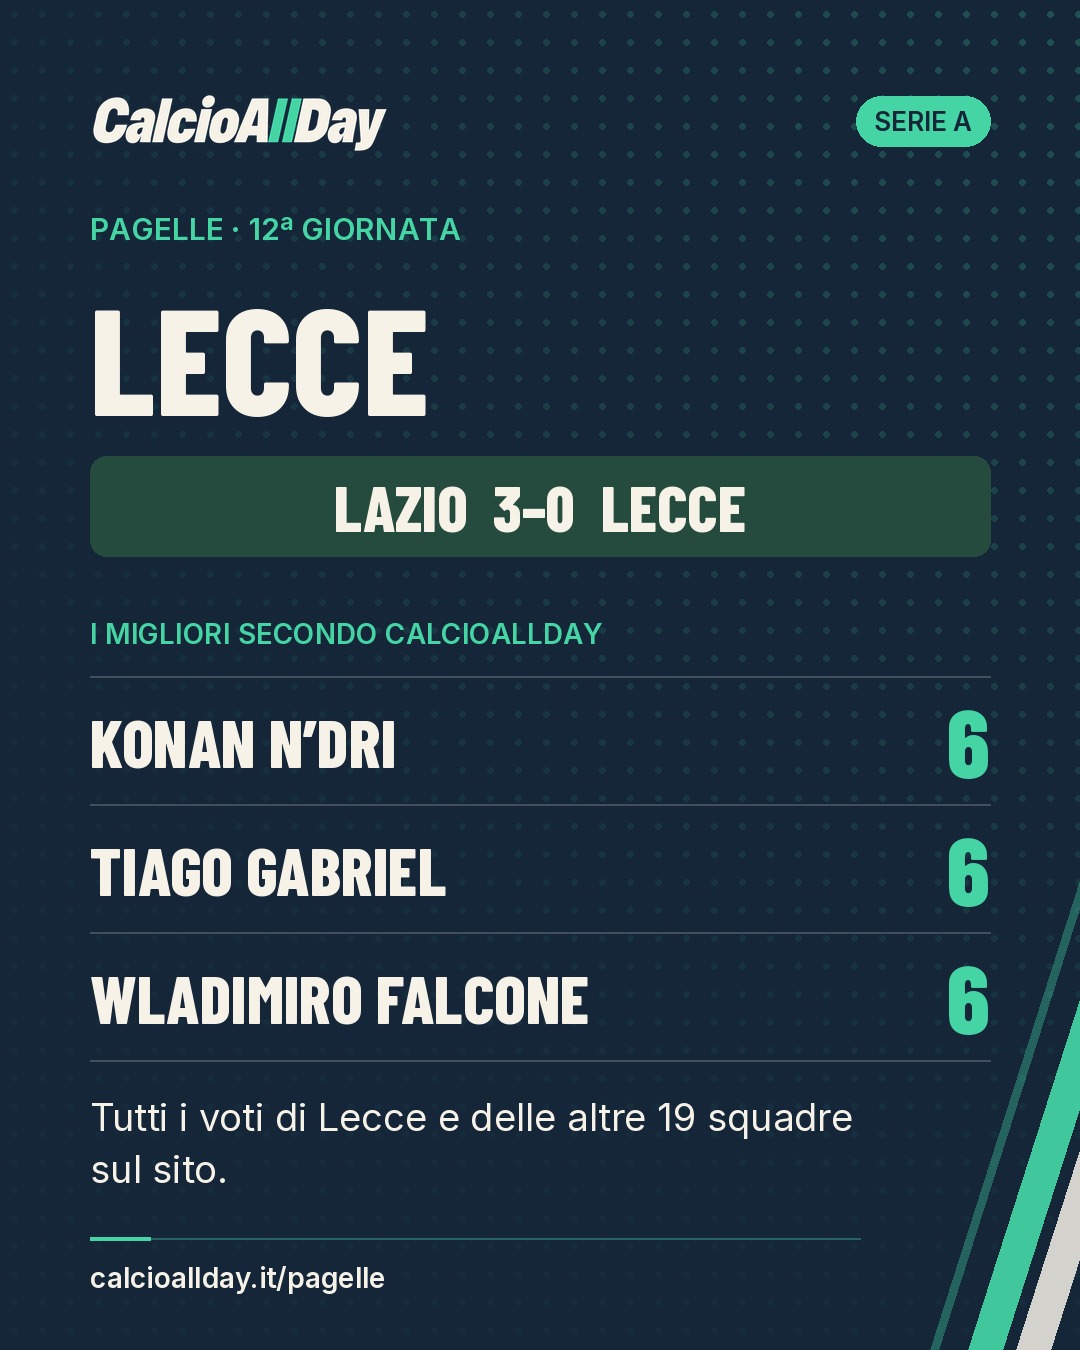 CalcioAllDay
SERIE A
PAGELLE · 12ª GIORNATA
LECCE
LAZIO 3–0 LECCE
I MIGLIORI SECONDO CALCIOALLDAY
KONAN N’DRI 6
TIAGO GABRIEL 6
WLADIMIRO FALCONE 6
Tutti i voti di Lecce e delle altre 19 squadre
sul sito.
calcioallday.it/pagelle